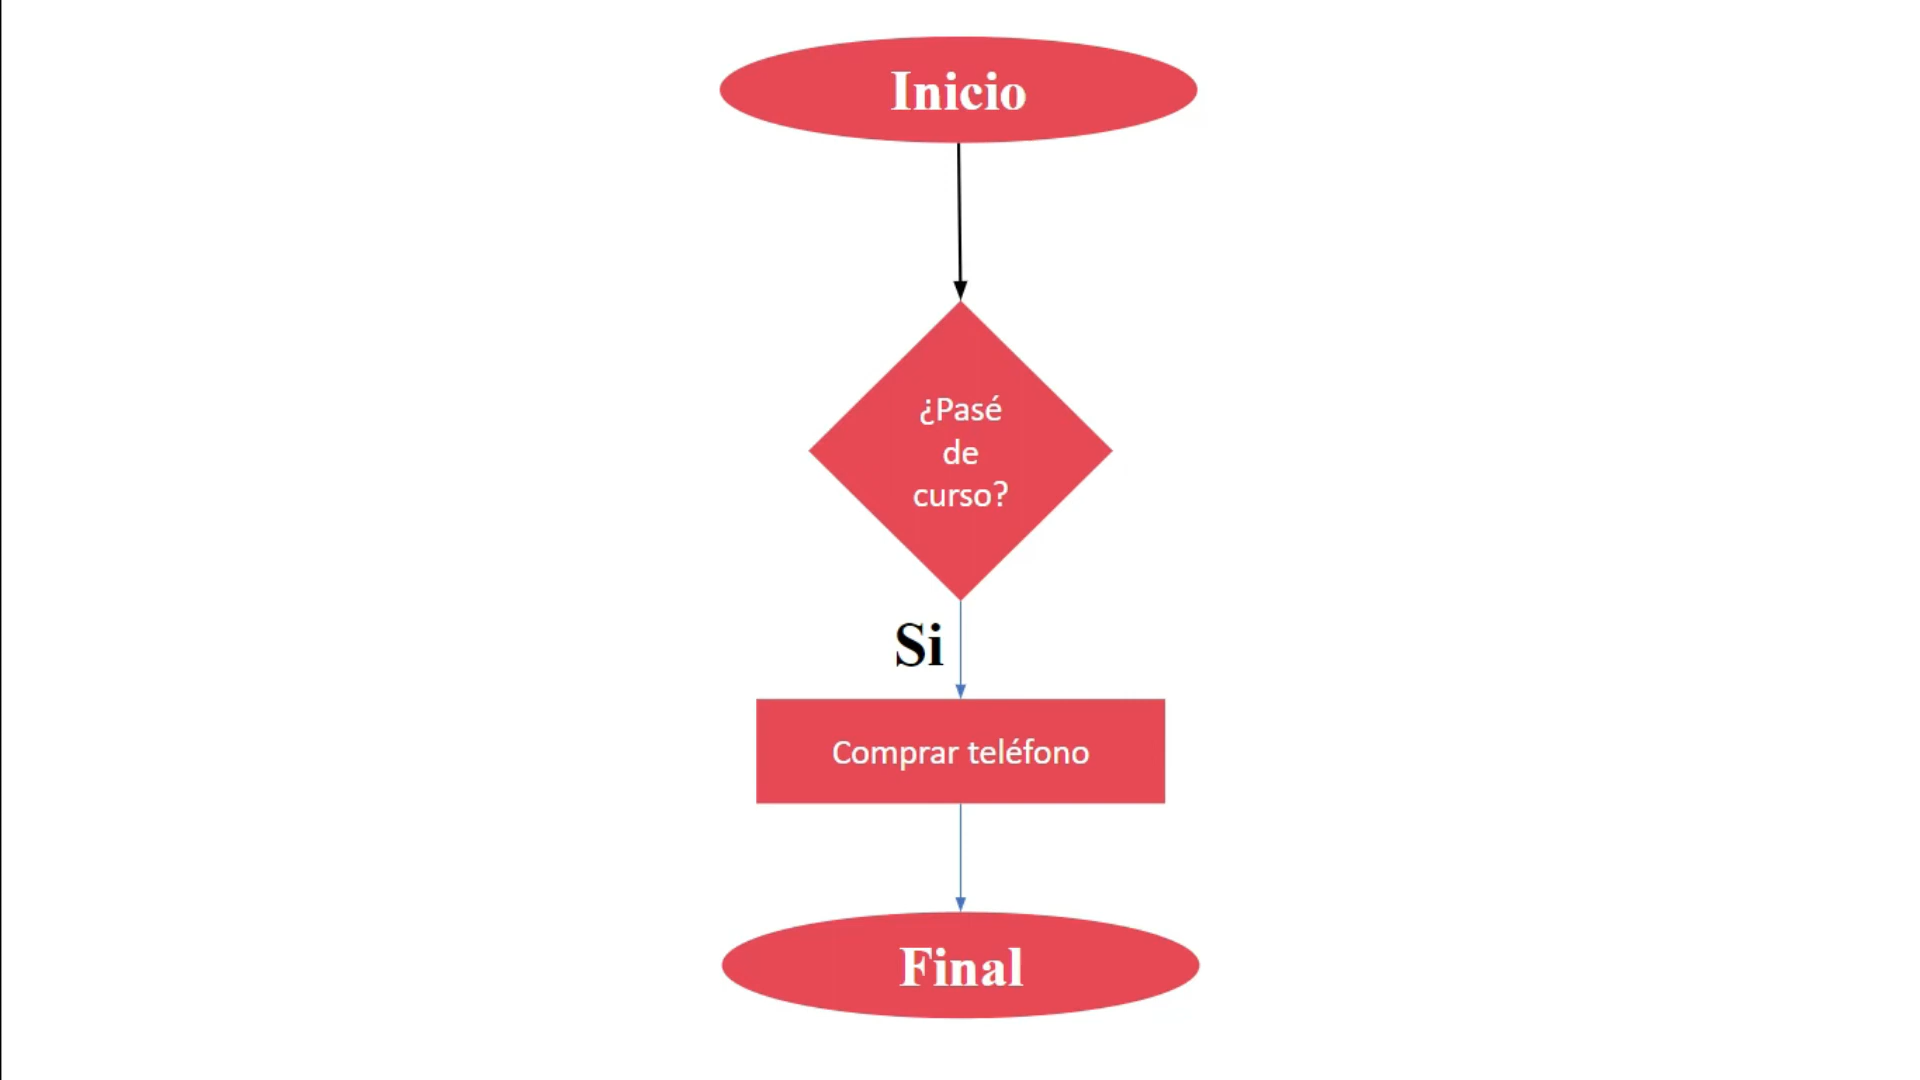 Inicio
¿Pasé
de
curso?
Si
Comprar teléfono
Final